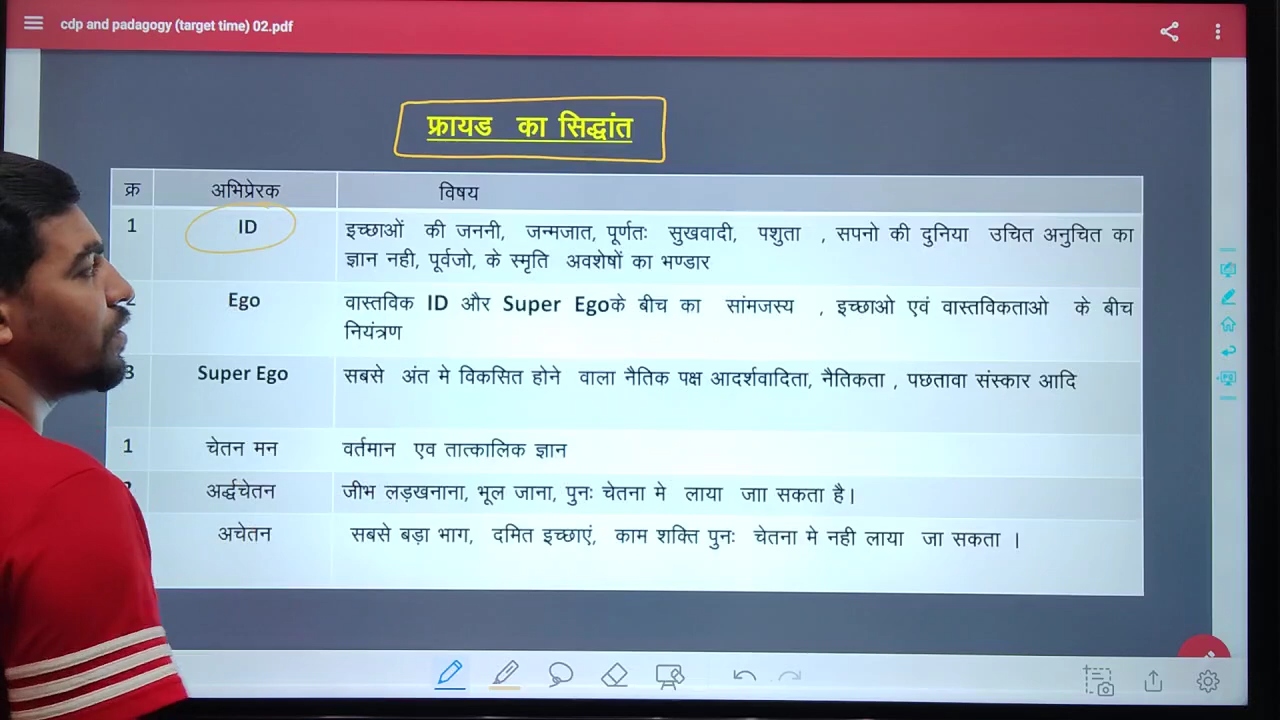 cdp and padagogy (target time) 02.pdf
फ्रायड का सिद्धांत
क्र अभिप्रेरक विषय
1 ID इच्छाओं की जननी, जन्मजात, पूर्णतः सुखवादी, पशुता , सपनो की दुनिया उचित अनुचित का
ज्ञान नही, पूर्वजो, के स्मृति अवशेषों का भण्डार
2 Ego वास्तविक ID और Super Egoके बीच का सांमजस्य , इच्छाओ एवं वास्तविकताओ के बीच
नियंत्रण
3 Super Ego सबसे अंत मे विकसित होने वाला नैतिक पक्ष आदर्शवादिता, नैतिकता , पछतावा संस्कार आदि
1 चेतन मन वर्तमान एव तात्कालिक ज्ञान
अर्द्धचेतन जीभ लड़खनाना, भूल जाना, पुनः चेतना मे लाया जाा सकता है।
अचेतन सबसे बड़ा भाग, दमित इच्छाएं, काम शक्ति पुनः चेतना मे नही लाया जा सकता ।